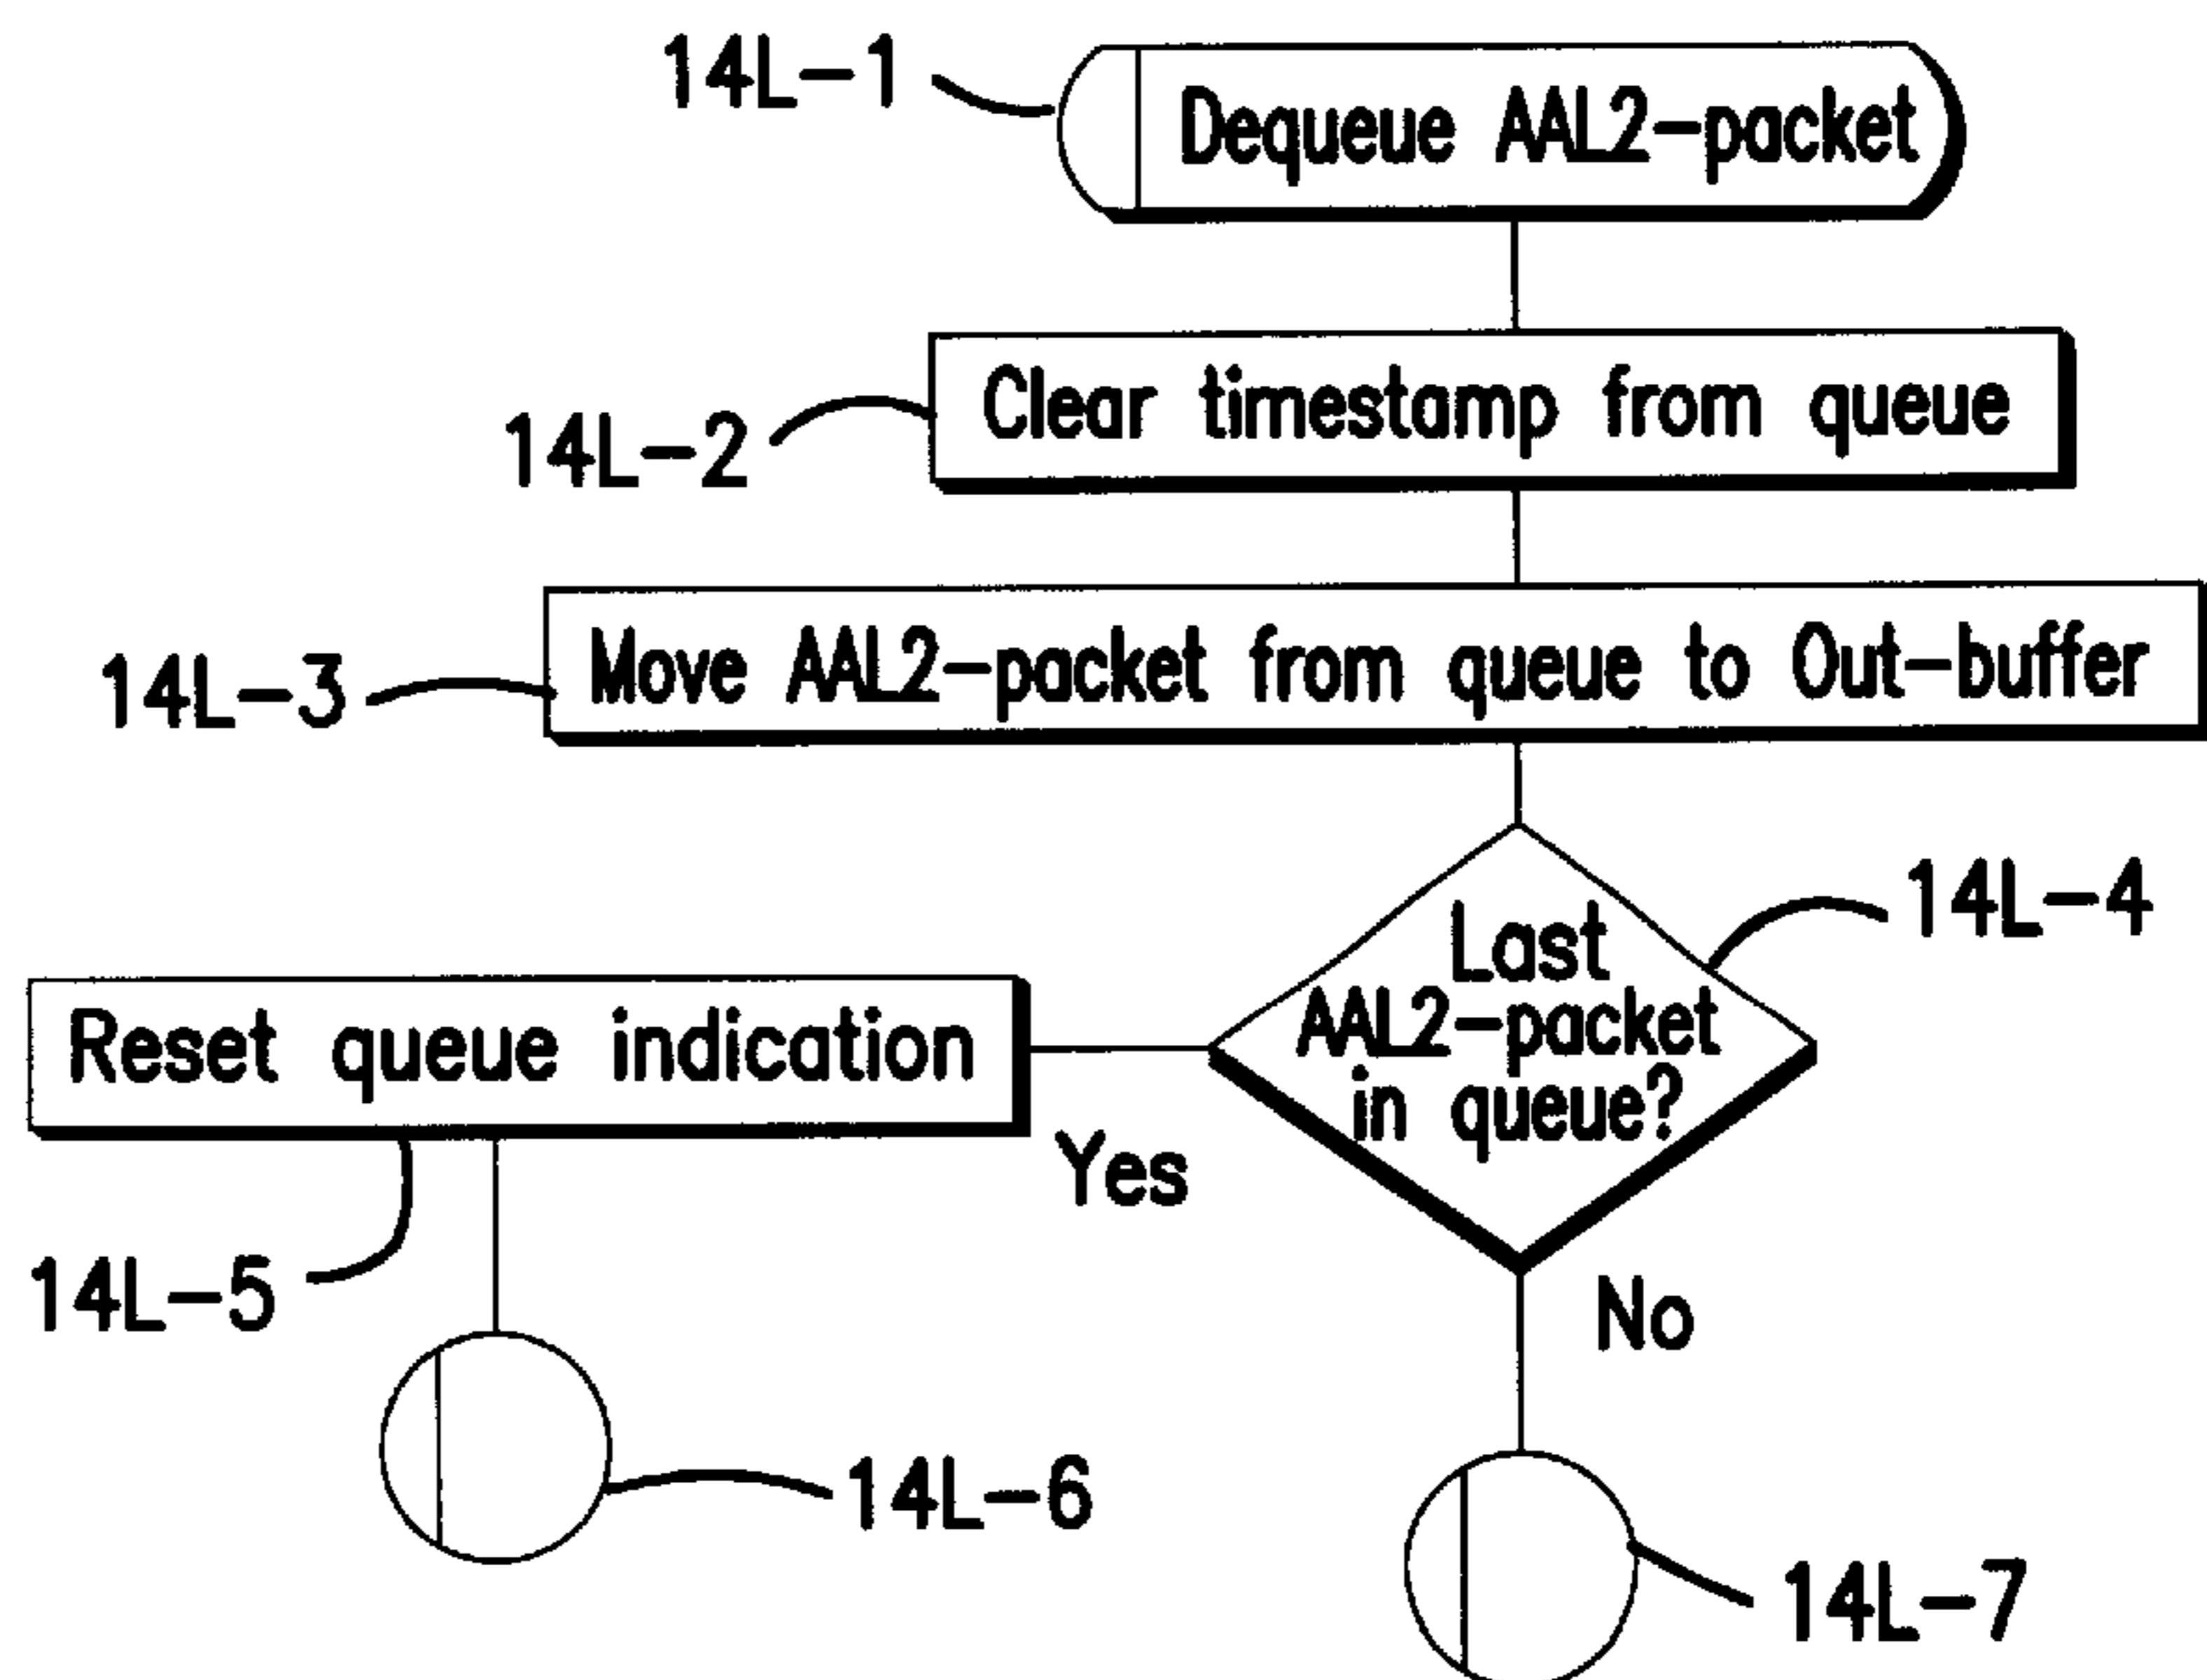 14L-1
Dequeue AAL2-packet
14L-2
Clear timestamp from queue
14L-3
Move AAL2-packet from queue to Out-buffer
14L-4
Last
AAL2-packet
in queue?
Reset queue indication
Yes
14L-5
No
14L-6
14L-7